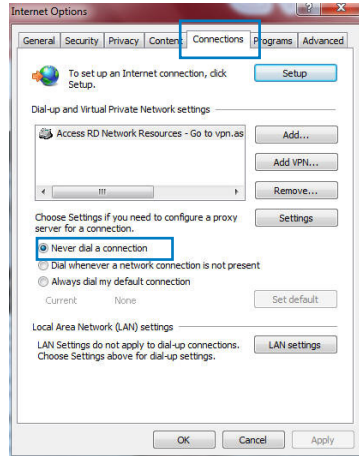 Internet Options
General Security Privacy Content Connections Programs Advanced
To set up an Internet connection, click
Setup.
Setup
Dial-up and Virtual Private Network settings
Access RD Network Resources - Go to vpn.as
Add...
Add VPN...
Remove...
Choose Settings if you need to configure a proxy
server for a connection.
Settings
Never dial a connection
Dial whenever a network connection is not present
Always dial my default connection
Current None
Set default
Local Area Network (LAN) settings
LAN Settings do not apply to dial-up connections.
Choose Settings above for dial-up settings.
LAN settings
OK Cancel Apply